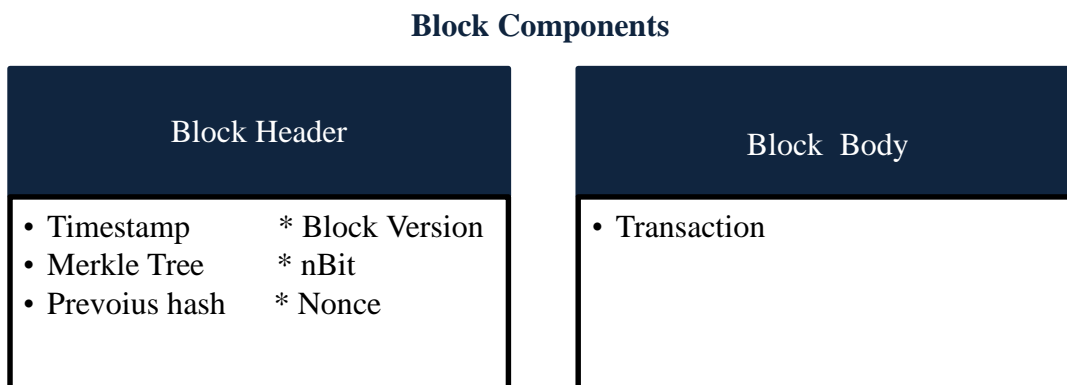 Block Components
Block Header
• Timestamp * Block Version
• Merkle Tree * nBit
• Prevoius hash * Nonce
Block Body
• Transaction